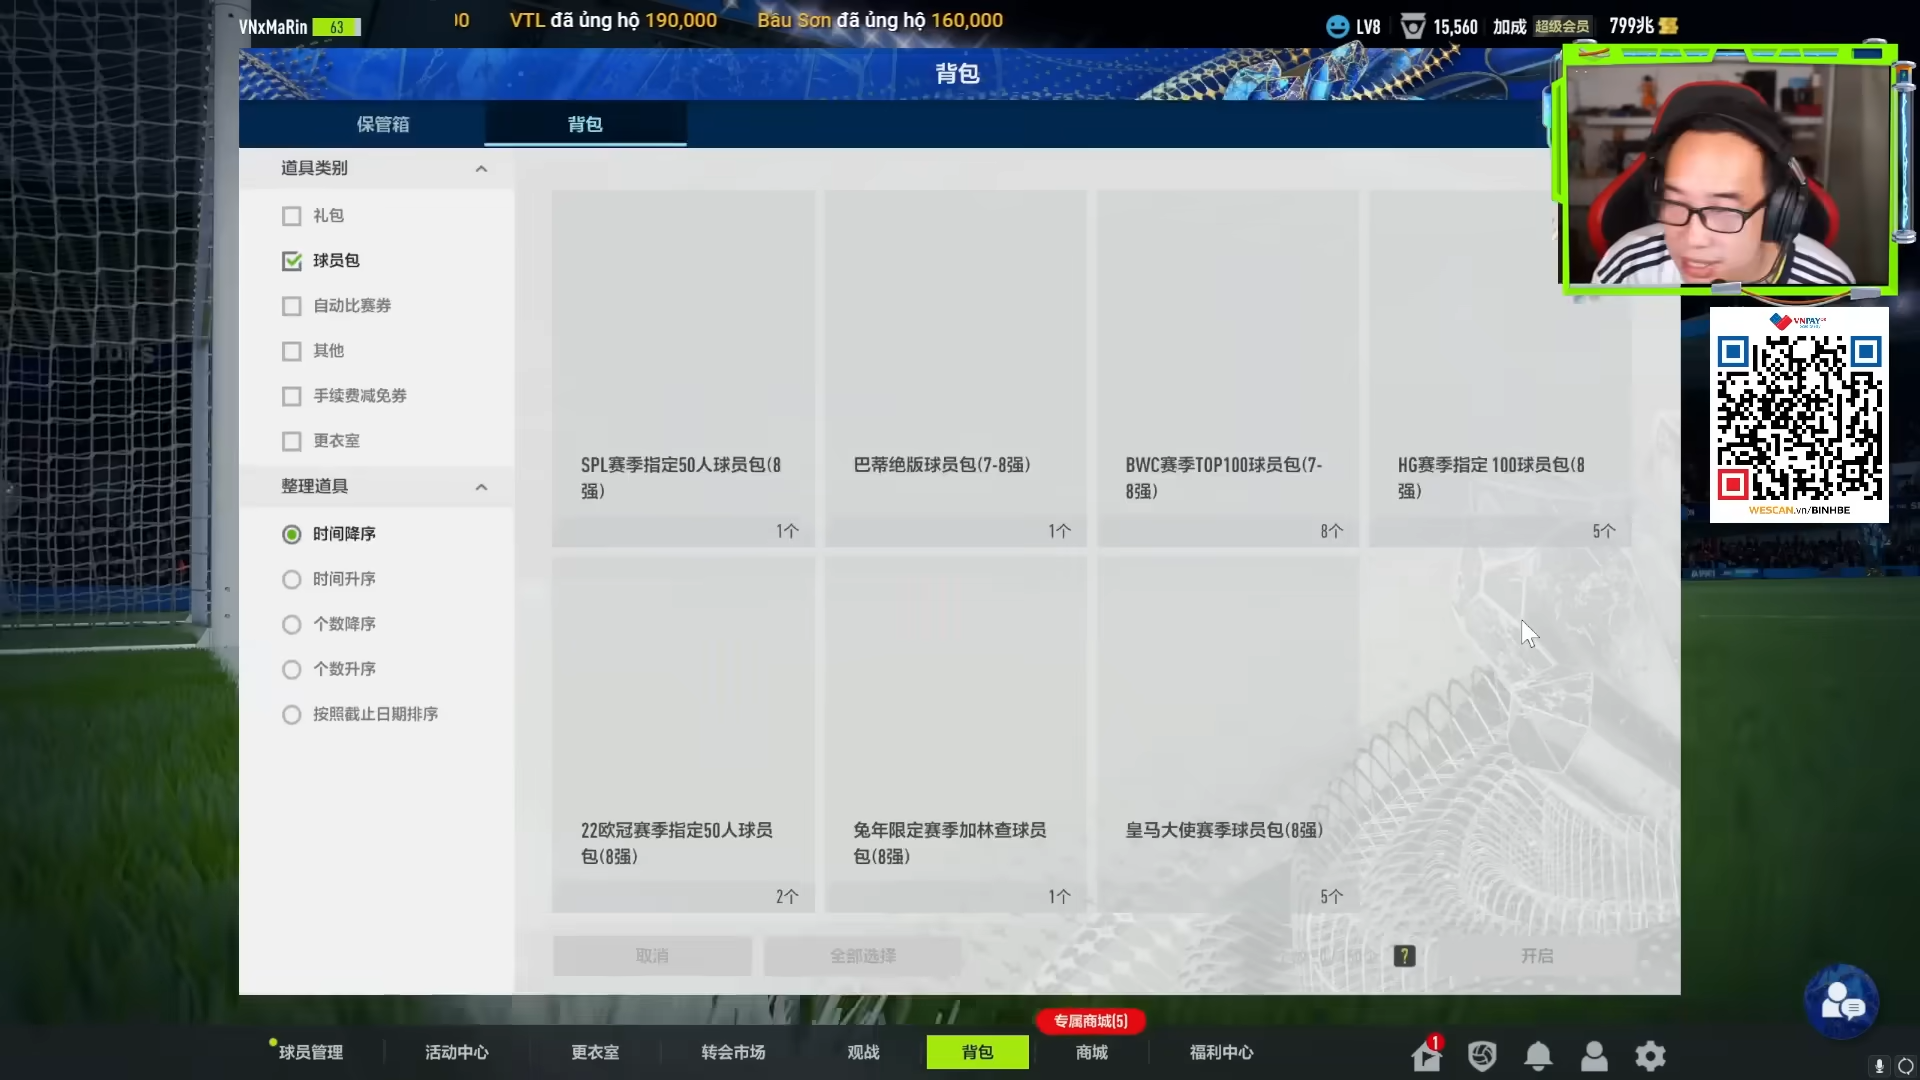 VNxMaRin 63
VTL đã ủng hộ 190,000 Bầu Sơn đã ủng hộ 160,000
LV8 15,560 加成 超级会员 799兆
背包
保管箱 背包
道具类别
礼包
球员包
自动比赛券
其他
手续费减免券
更衣室
整理道具
时间降序
时间升序
个数降序
个数升序
按照截止日期排序
SPL赛季指定50人球员包(8
强)
1个
巴蒂绝版球员包(7-8强)
1个
BWC赛季TOP100球员包(7-
8强)
8个
HG赛季指定 100球员包(8
强)
5个
22欧冠赛季指定50人球员
包(8强)
2个
兔年限定赛季加林查球员
包(8强)
1个
皇马大使赛季球员包(8强)
5个
取消 全部选择 ? 开启
VNPAY
WESCAN.vn/BINHBE
专属商城(5)
球员管理 活动中心 更衣室 转会市场 观战 背包 商城 福利中心 1